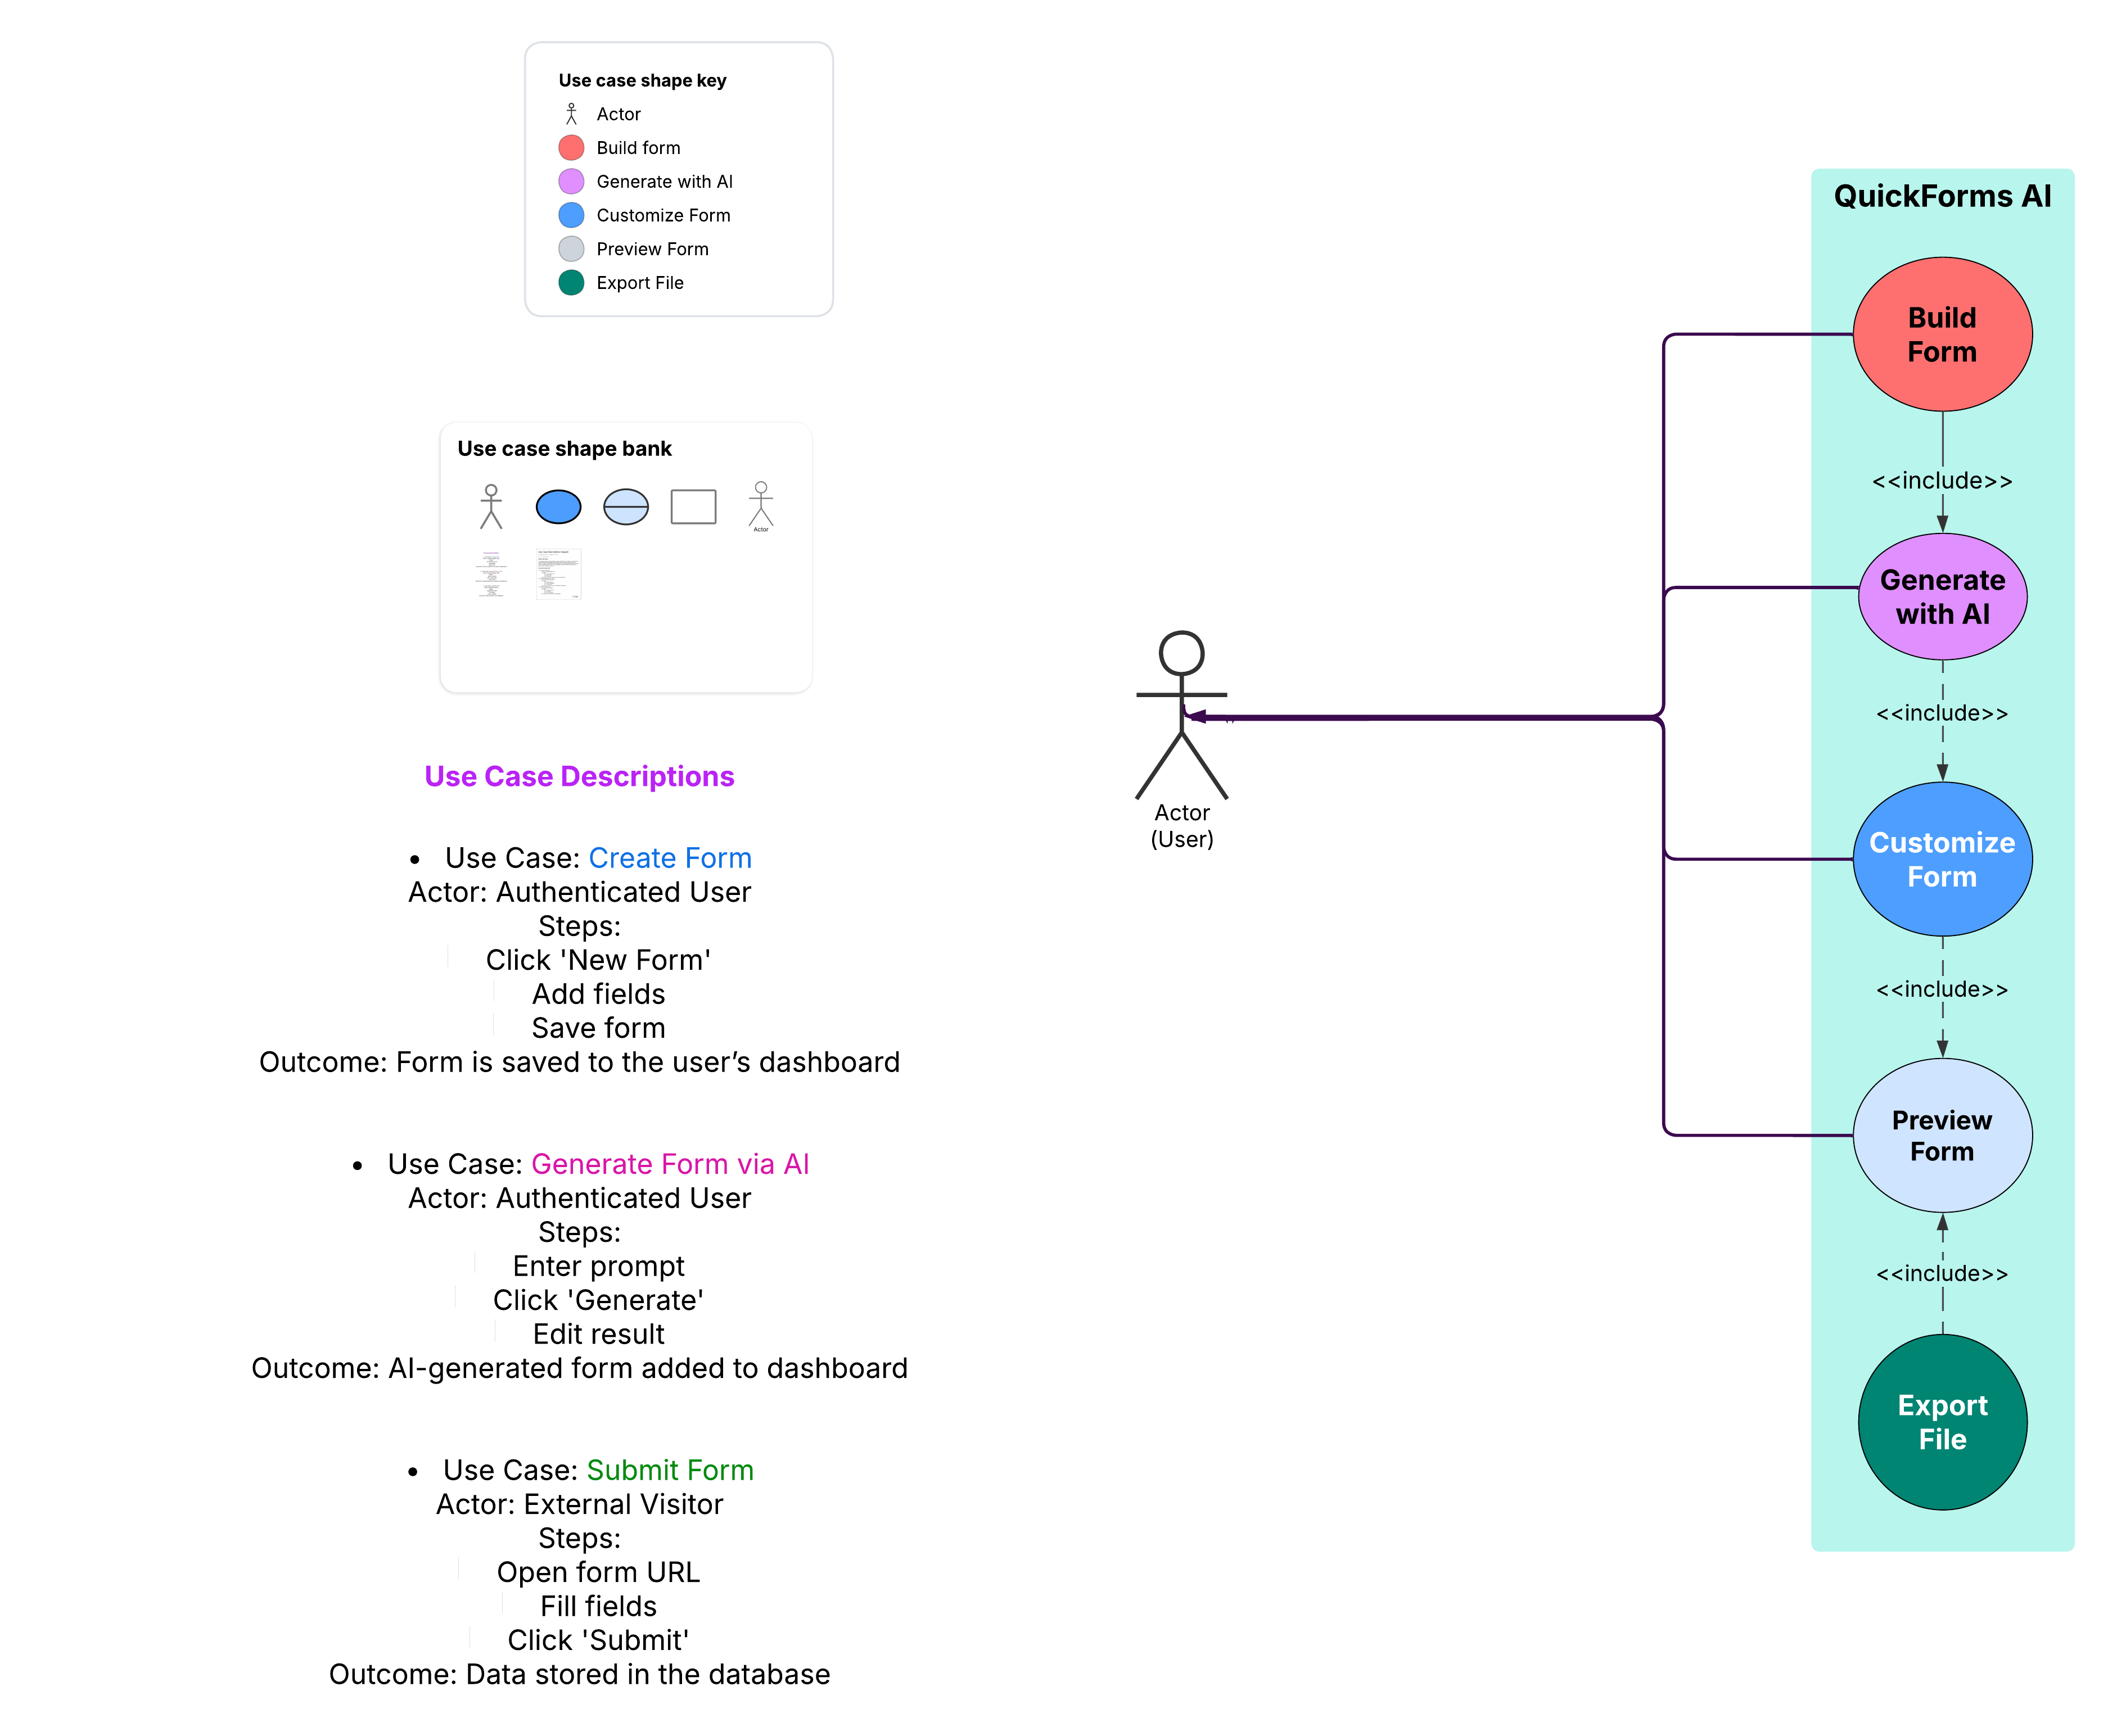 Use case shape key
Actor
Build form
Generate with AI
Customize Form
Preview Form
Export File
Use case shape bank
Actor
Use Case Descriptions
• Use Case: Create Form
Actor: Authenticated User
Steps:
Click 'New Form'
Add fields
Save form
Outcome: Form is saved to the user’s dashboard
• Use Case: Generate Form via AI
Actor: Authenticated User
Steps:
Enter prompt
Click 'Generate'
Edit result
Outcome: AI-generated form added to dashboard
• Use Case: Submit Form
Actor: External Visitor
Steps:
Open form URL
Fill fields
Click 'Submit'
Outcome: Data stored in the database
Actor
(User)
QuickForms AI
Build
Form
<<include>>
Generate
with AI
<<include>>
Customize
Form
<<include>>
Preview
Form
<<include>>
Export
File